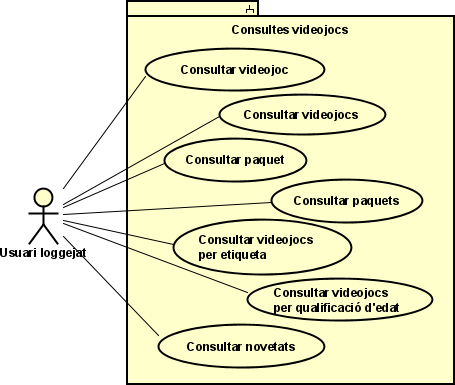 Consultes videojocs
Consultar videojoc
Consultar videojocs
Consultar paquet
Consultar paquets
Usuari loggejat
Consultar videojocs
per etiqueta
Consultar videojocs
per qualificació d'edat
Consultar novetats